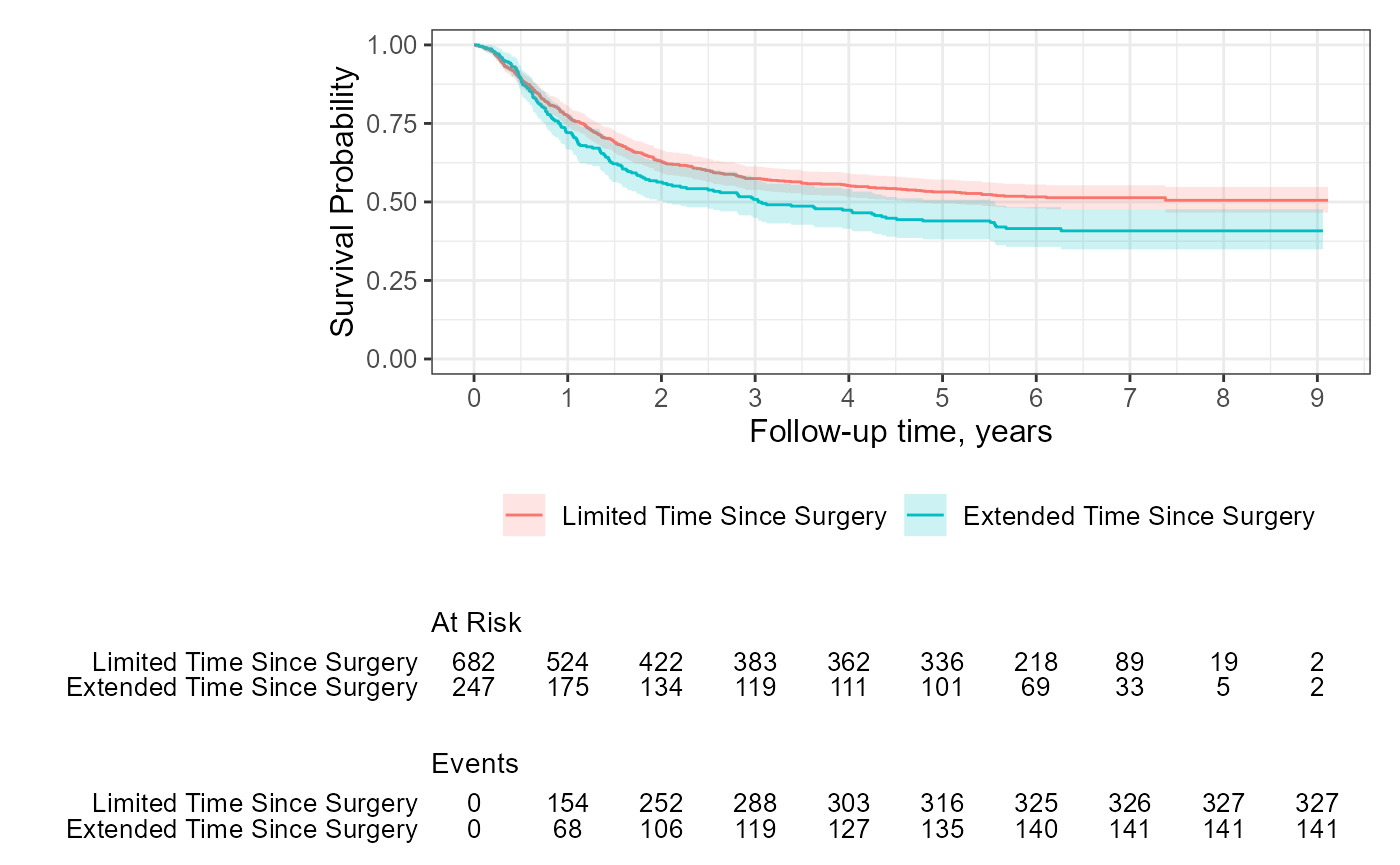 1.00
0.75
0.50
0.25
0.00
Survival Probability
0 1 2 3 4 5 6 7 8 9
Follow-up time, years
Limited Time Since Surgery Extended Time Since Surgery
At Risk
Limited Time Since Surgery 682 524 422 383 362 336 218 89 19 2
Extended Time Since Surgery 247 175 134 119 111 101 69 33 5 2
Events
Limited Time Since Surgery 0 154 252 288 303 316 325 326 327 327
Extended Time Since Surgery 0 68 106 119 127 135 140 141 141 141